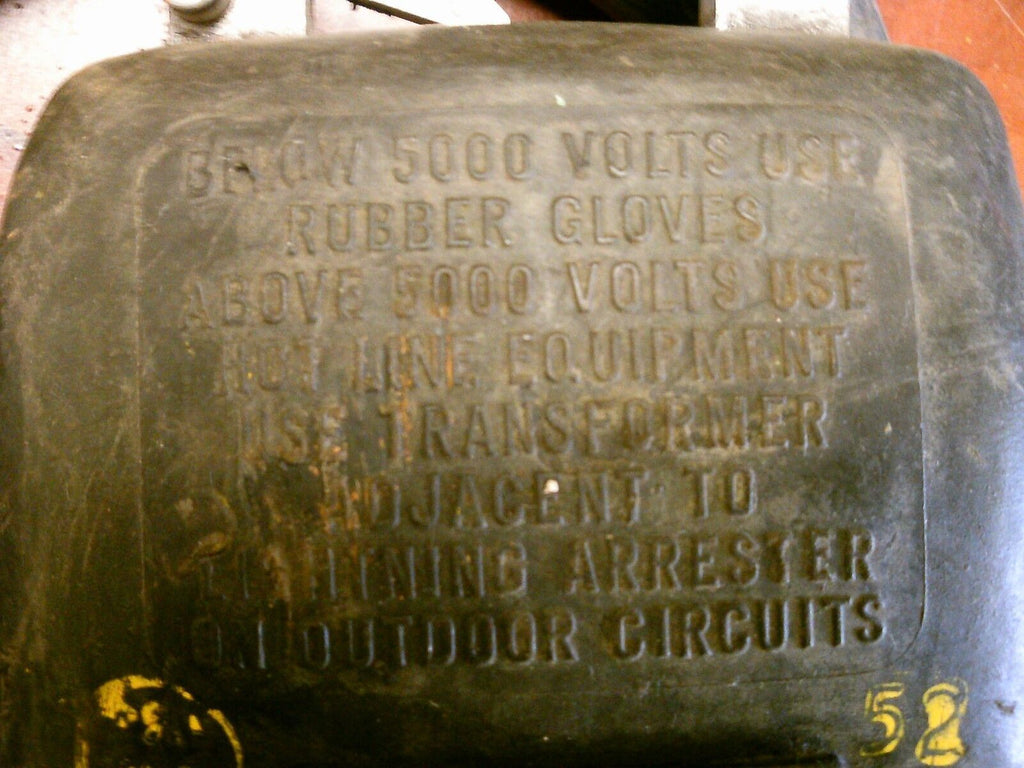 BELOW 5000 VOLTS USE
RUBBER GLOVES
ABOVE 5000 VOLTS USE
HOT LINE EQUIPMENT
USE TRANSFORMER
ADJACENT TO
LIGHTNING ARRESTER
ON OUTDOOR CIRCUITS
52